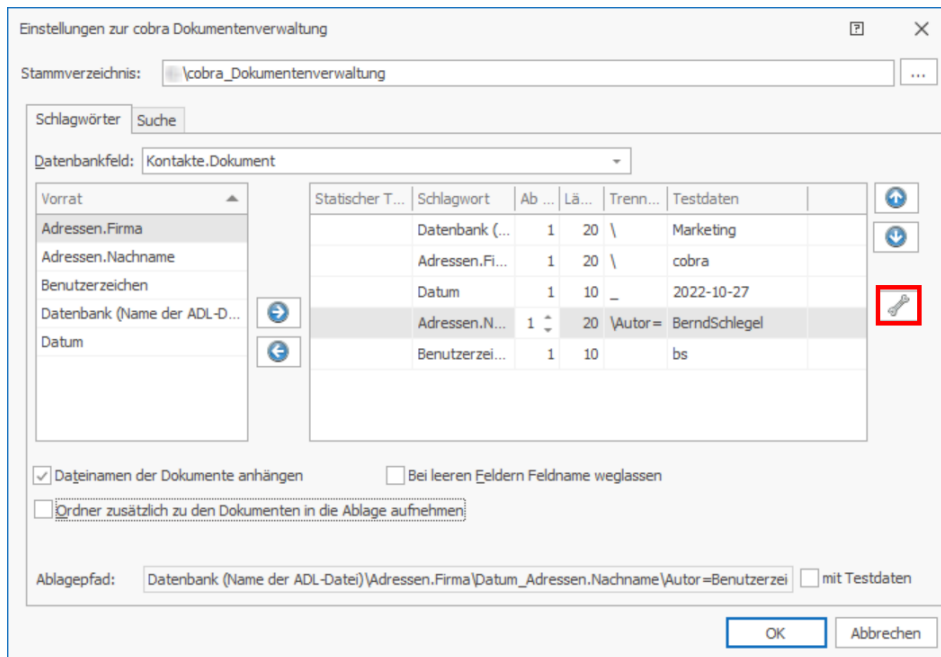 Einstellungen zur cobra Dokumentenverwaltung
Stammverzeichnis: \cobra_Dokumentenverwaltung ...
Schlagwörter Suche
Datenbankfeld: Kontakte.Dokument
Vorrat Statischer T... Schlagwort Ab ... Lä... Trenn... Testdaten
Adressen.Firma Datenbank (... 1 20 \ Marketing
Adressen.Nachname Adressen.Fi... 1 20 \ cobra
Benutzerzeichen Datum 1 10 _ 2022-10-27
Datenbank (Name der ADL-D... Adressen.N... 1 20 \Autor= BerndSchlegel
Datum Benutzerzei... 1 10 bs
Dateinamen der Dokumente anhängen Bei leeren Feldern Feldname weglassen
Ordner zusätzlich zu den Dokumenten in die Ablage aufnehmen
Ablagepfad: Datenbank (Name der ADL-Datei)\Adressen.Firma\Datum_Adressen.Nachname\Autor=Benutzerzei mit Testdaten
OK Abbrechen